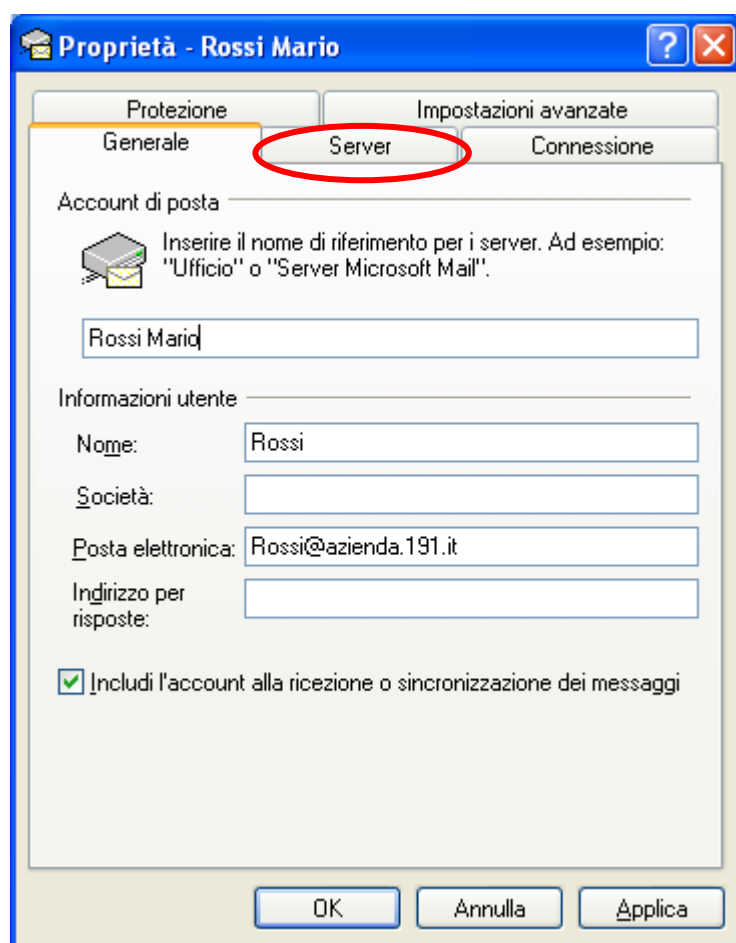 Proprietà - Rossi Mario
Protezione
Impostazioni avanzate
Generale
Server
Connessione
Account di posta
Inserire il nome di riferimento per i server. Ad esempio:
"Ufficio" o "Server Microsoft Mail".
Rossi Mario
Informazioni utente
Nome: Rossi
Società:
Posta elettronica: Rossi@azienda.191.it
Indirizzo per
risposte:
Includi l'account alla ricezione o sincronizzazione dei messaggi
OK
Annulla
Applica